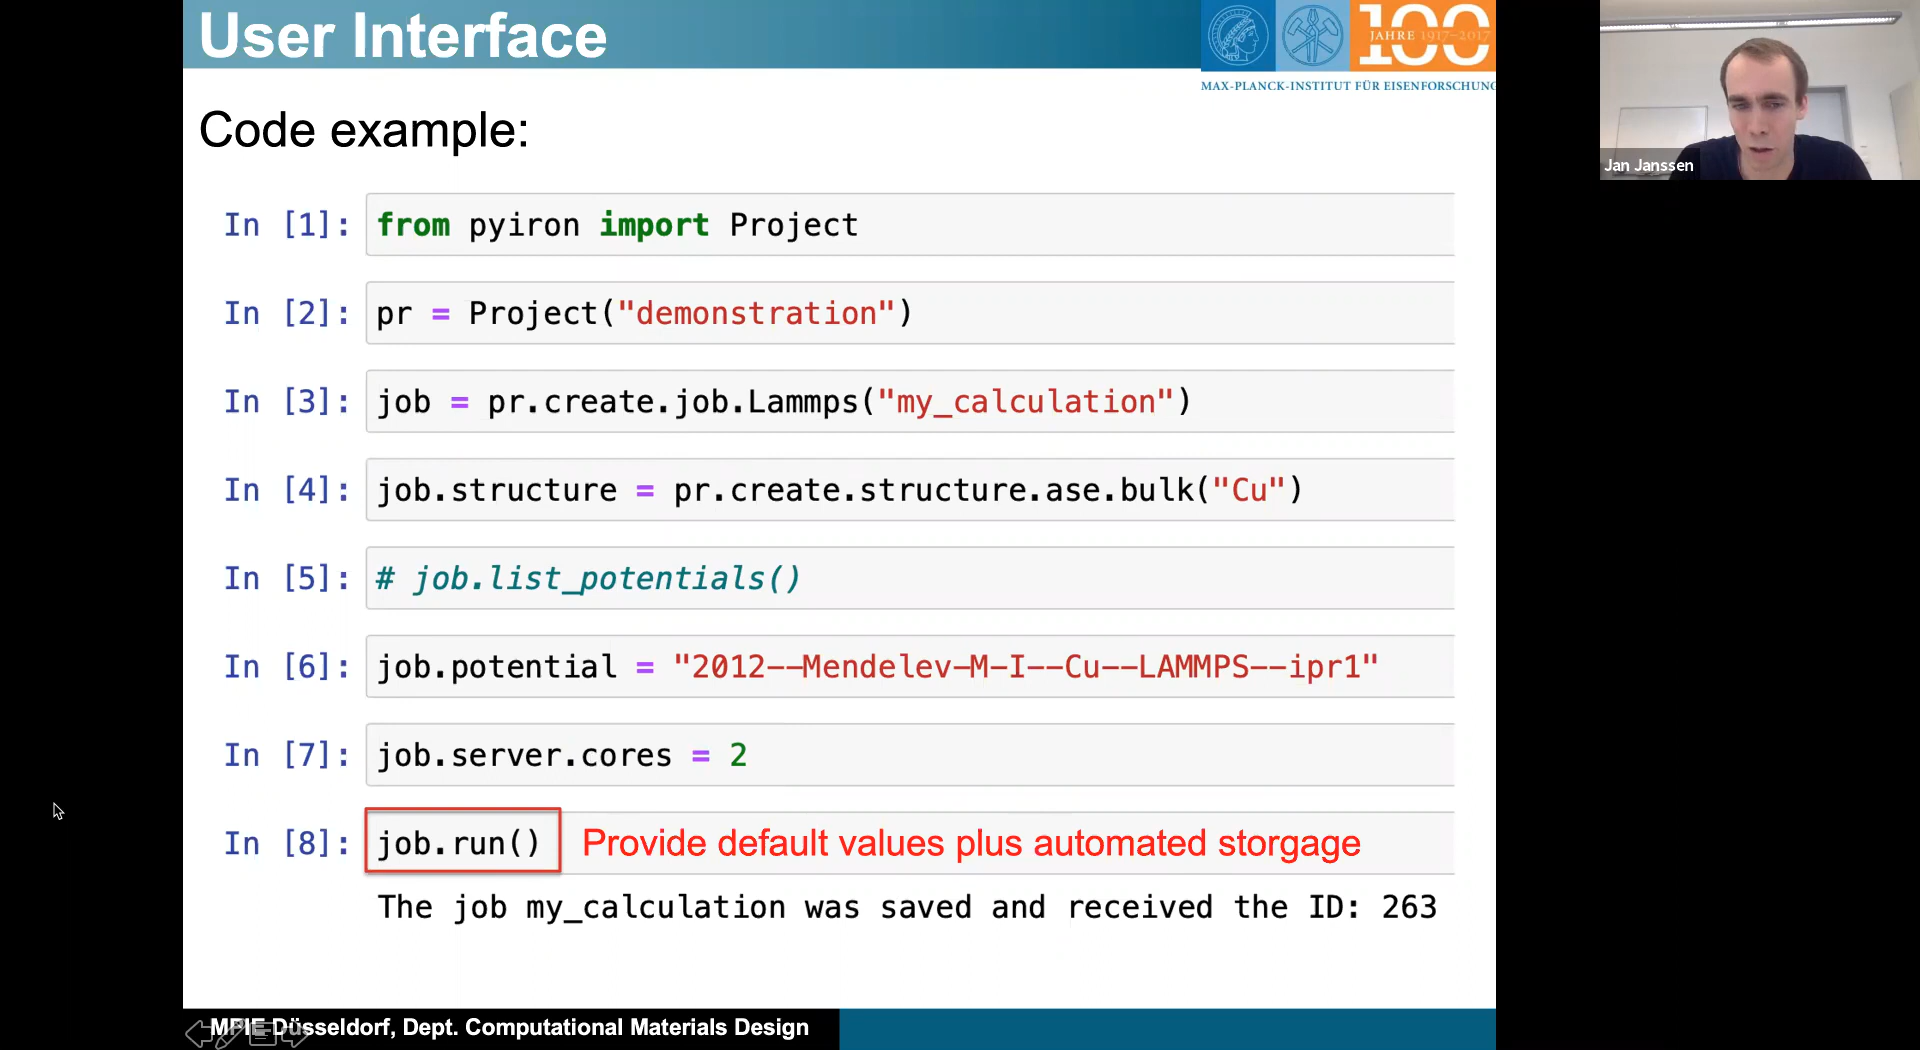 User Interface
100
JAHRE 1917–2017
MAX-PLANCK-INSTITUT FÜR EISENFORSCHUNG
Jan Janssen
Code example:
In [1]: from pyiron import Project
In [2]: pr = Project("demonstration")
In [3]: job = pr.create.job.Lammps("my_calculation")
In [4]: job.structure = pr.create.structure.ase.bulk("Cu")
In [5]: # job.list_potentials()
In [6]: job.potential = "2012--Mendelev-M-I--Cu--LAMMPS--ipr1"
In [7]: job.server.cores = 2
In [8]: job.run() Provide default values plus automated storgage
The job my_calculation was saved and received the ID: 263
MPIE Düsseldorf, Dept. Computational Materials Design